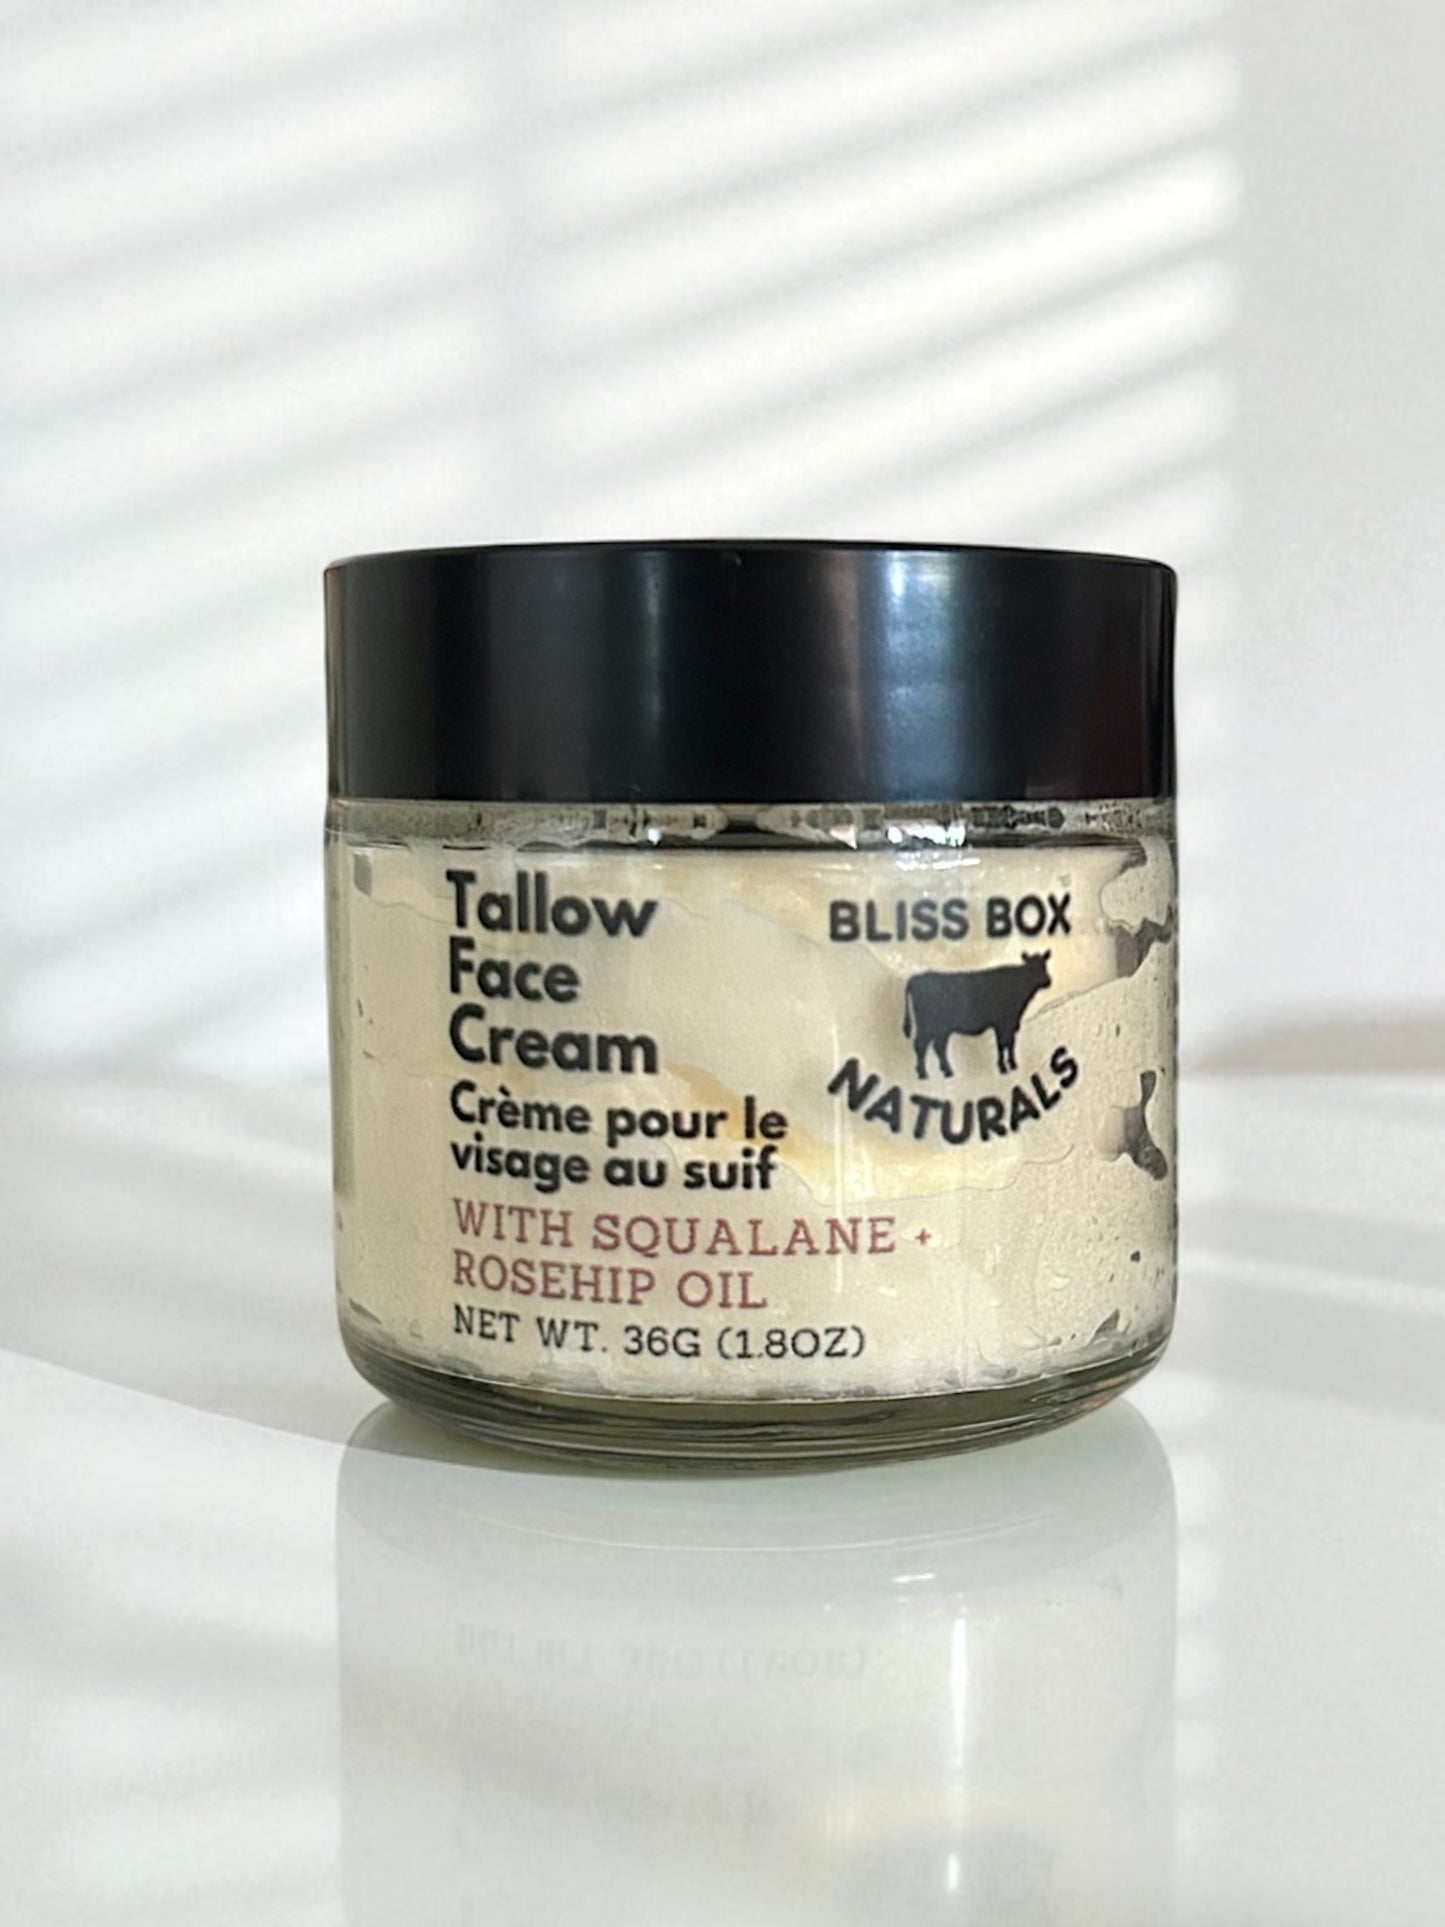 Tallow
Face
Cream
Crème pour le
visage au suif
WITH SQUALANE +
ROSEHIP OIL
NET WT. 36G (1.8OZ)
BLISS BOX
NATURALS